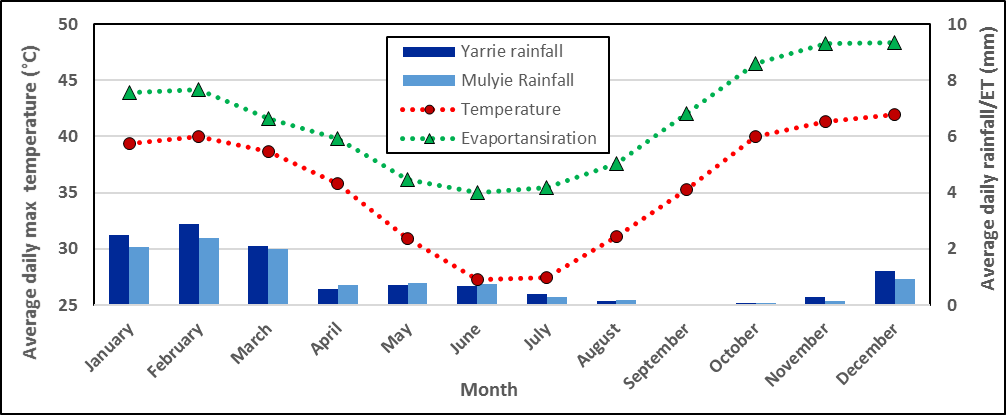 50
45
40
35
30
25
Average daily max  temperature (°C)
Yarrie rainfall
Mulyie Rainfall
Temperature
Evaportansiration
10
8
6
4
2
0
Average daily rainfall/ET (mm)
January
February
March
April
May
June
July
August
September
October
November
December
Month